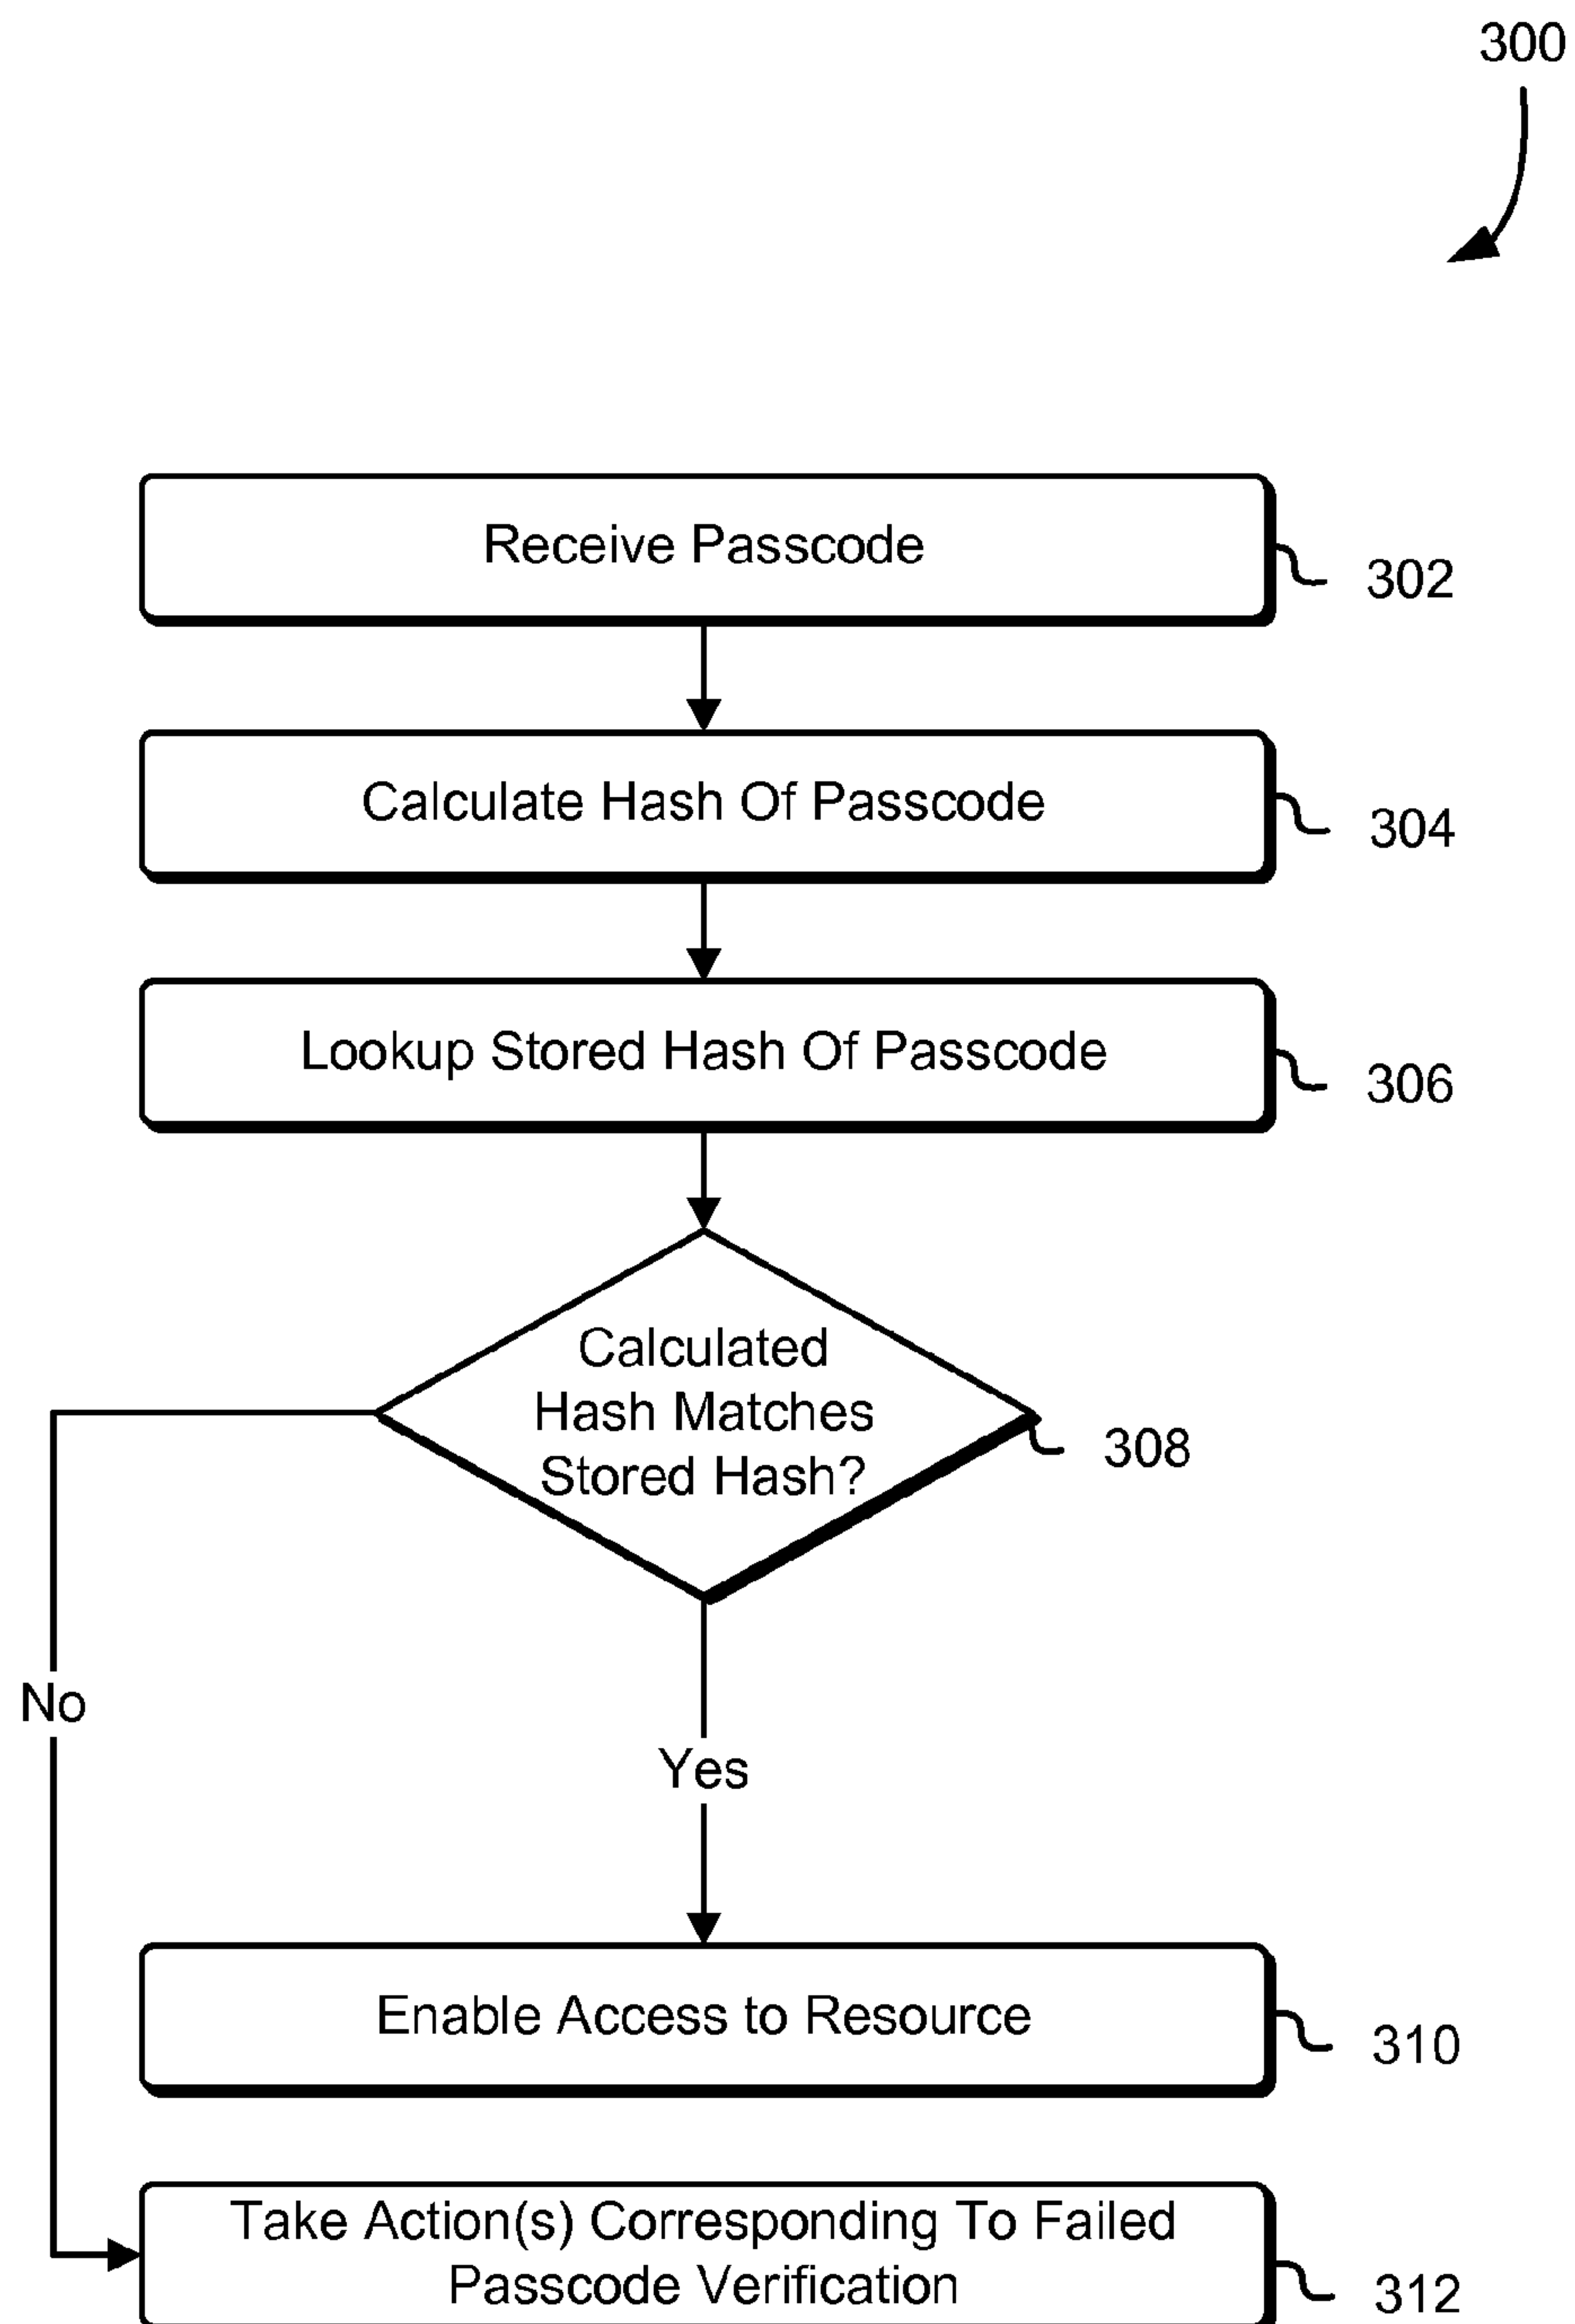 300
Receive Passcode
302
Calculate Hash Of Passcode
304
Lookup Stored Hash Of Passcode
306
Calculated
Hash Matches
Stored Hash?
308
No
Yes
Enable Access to Resource
310
Take Action(s) Corresponding To Failed
Passcode Verification
312